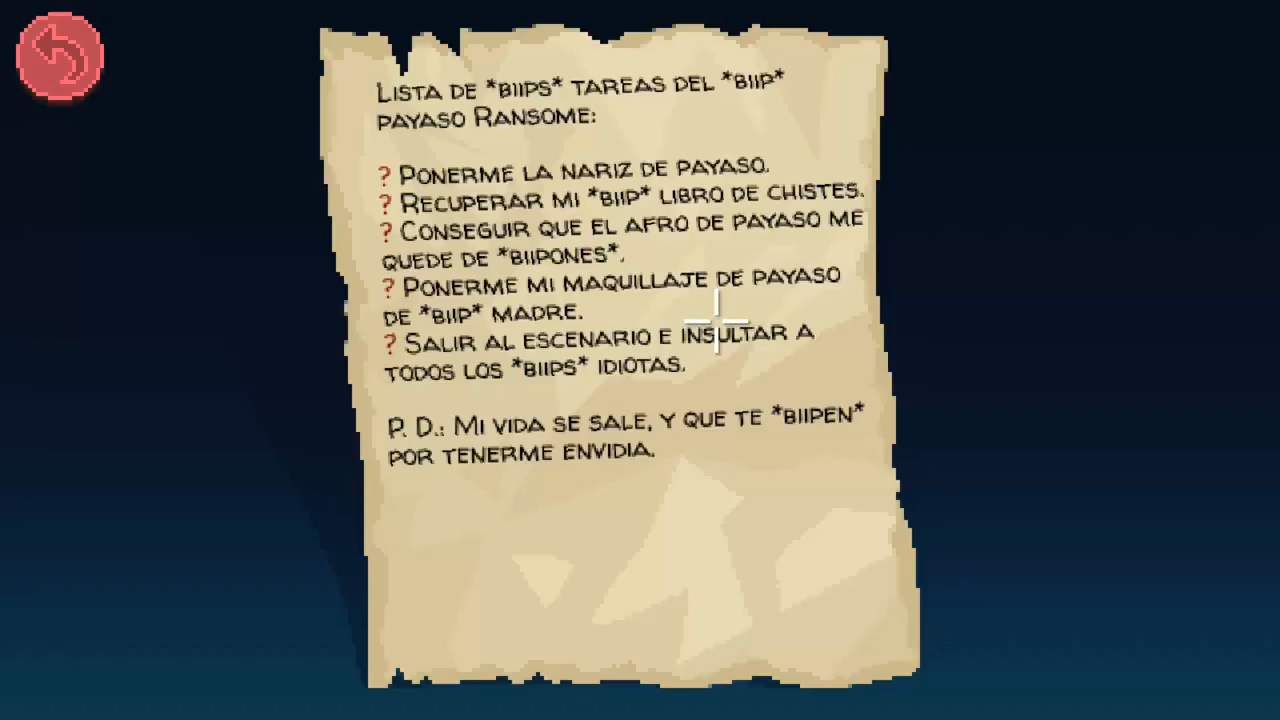 Lista de *biips* tareas del *biip*
payaso Ransome:
? Ponerme la nariz de payaso.
? Recuperar mi *biip* libro de chistes.
? Conseguir que el afro de payaso me
quede de *biipones*.
? Ponerme mi maquillaje de payaso
de *biip* madre.
? Salir al escenario e insultar a
todos los *biips* idiotas.
P. D.: Mi vida se sale, y que te *biipen*
por tenerme envidia.